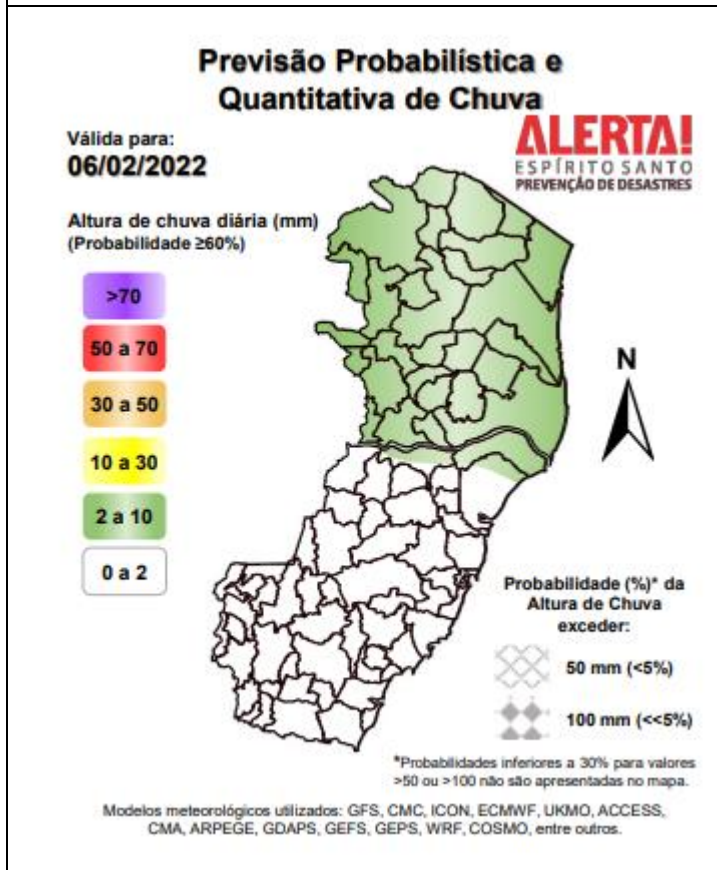 Previsão Probabilística e
Quantitativa de Chuva
Válida para:
06/02/2022
ALERTA!
ESPÍRITO SANTO
PREVENÇÃO DE DESASTRES
Altura de chuva diária (mm)
(Probabilidade ≥60%)
>70
50 a 70
30 a 50
10 a 30
2 a 10
0 a 2
N
Probabilidade (%)* da
Altura de Chuva
exceder:
50 mm (<5%)
100 mm (<<5%)
*Probabilidades inferiores a 30% para valores
>50 ou >100 não são apresentadas no mapa.
Modelos meteorológicos utilizados: GFS, CMC, ICON, ECMWF, UKMO, ACCESS,
CMA, ARPEGE, GDAPS, GEFS, GEPS, WRF, COSMO, entre outros.